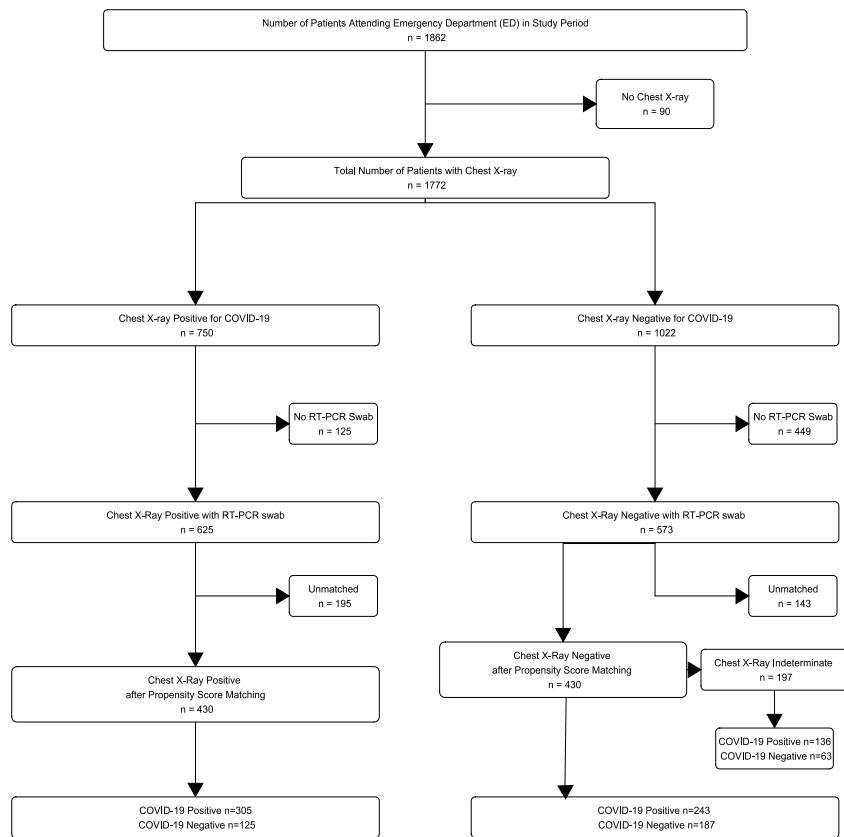 Number of Patients Attending Emergency Department (ED) in Study Period
n = 1862
No Chest X-ray
n = 90
Total Number of Patients with Chest X-ray
n = 1772
Chest X-ray Positive for COVID-19
n = 750
Chest X-ray Negative for COVID-19
n = 1022
No RT-PCR Swab
n = 125
No RT-PCR Swab
n = 449
Chest X-Ray Positive with RT-PCR swab
n = 625
Chest X-Ray Negative with RT-PCR swab
n = 573
Unmatched
n = 195
Unmatched
n = 143
Chest X-Ray Positive
after Propensity Score Matching
n = 430
Chest X-Ray Negative
after Propensity Score Matching
n = 430
Chest X-Ray Indeterminate
n = 197
COVID-19 Positive n=136
COVID-19 Negative n=63
COVID-19 Positive n=305
COVID-19 Negative n=125
COVID-19 Positive n=243
COVID-19 Negative n=187